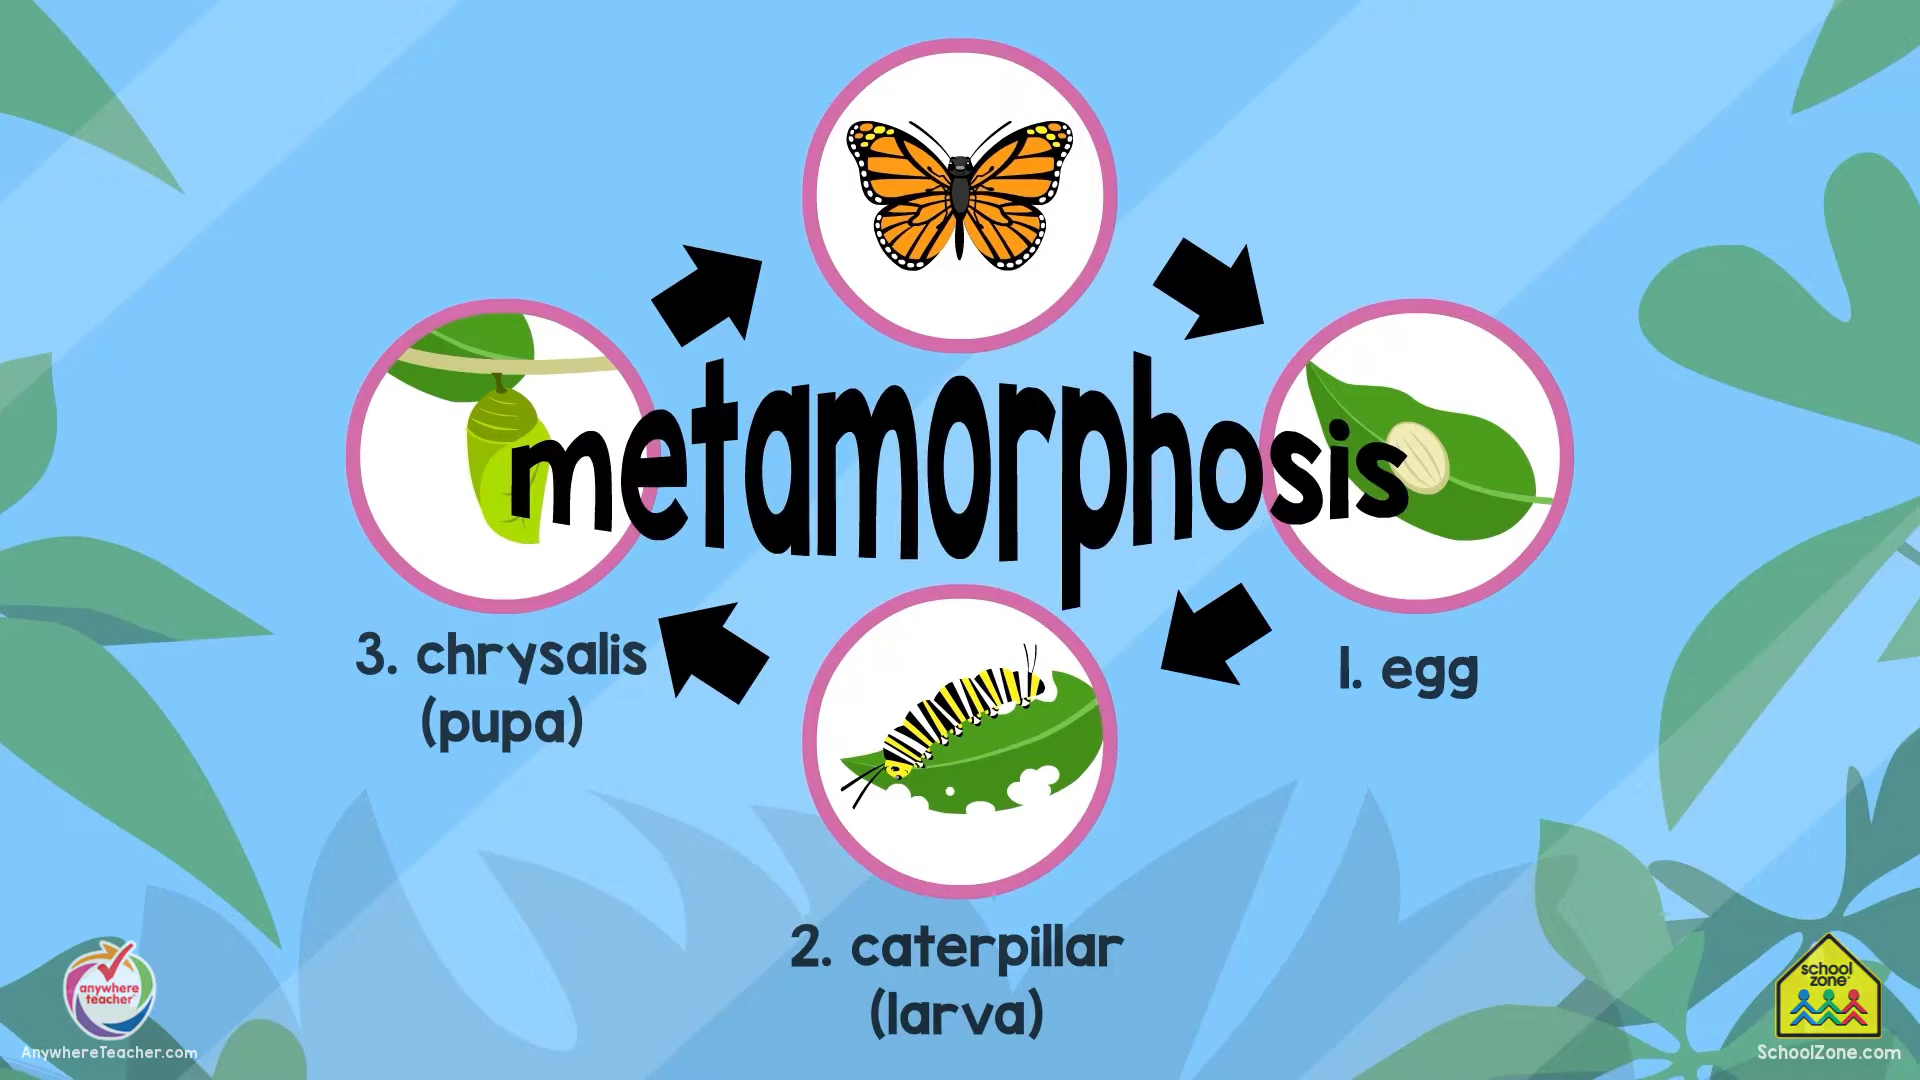 metamorphosis
3. chrysalis
(pupa)
1. egg
2. caterpillar
(larva)
anywhere
teacher
AnywhereTeacher.com
school
zone
SchoolZone.com